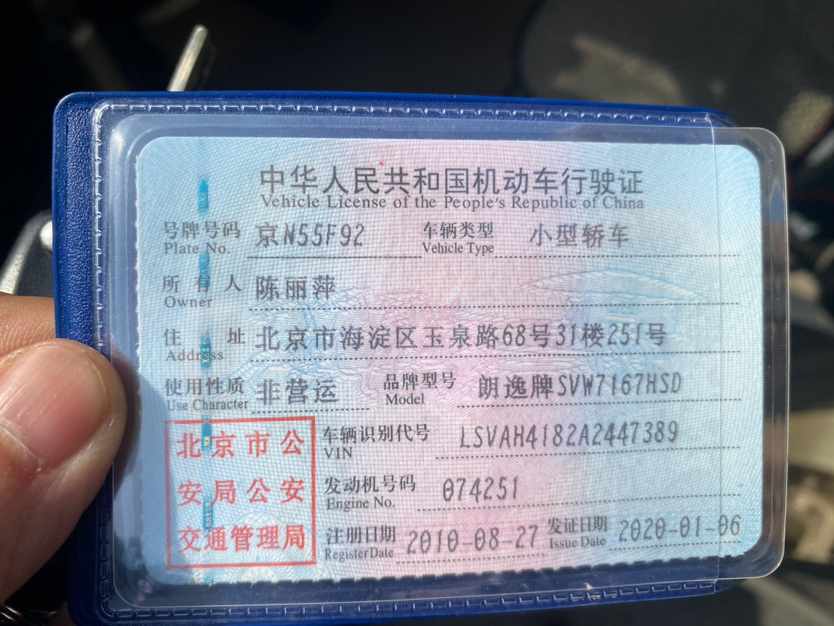 中华人民共和国机动车行驶证
Vehicle License of the People's Republic of China
号牌号码 京N55F92 车辆类型 小型轿车
Plate No. Vehicle Type
所有人 陈丽萍
Owner
住址 北京市海淀区玉泉路68号31楼251号
Address
使用性质 非营运 品牌型号 朗逸牌SVW7167HSD
Use Character Model
车辆识别代号 LSVAH4182A2447389
VIN
发动机号码 074251
Engine No.
注册日期 2010-08-27 发证日期 2020-01-06
Register Date Issue Date
北京市公
安局公安
交通管理局